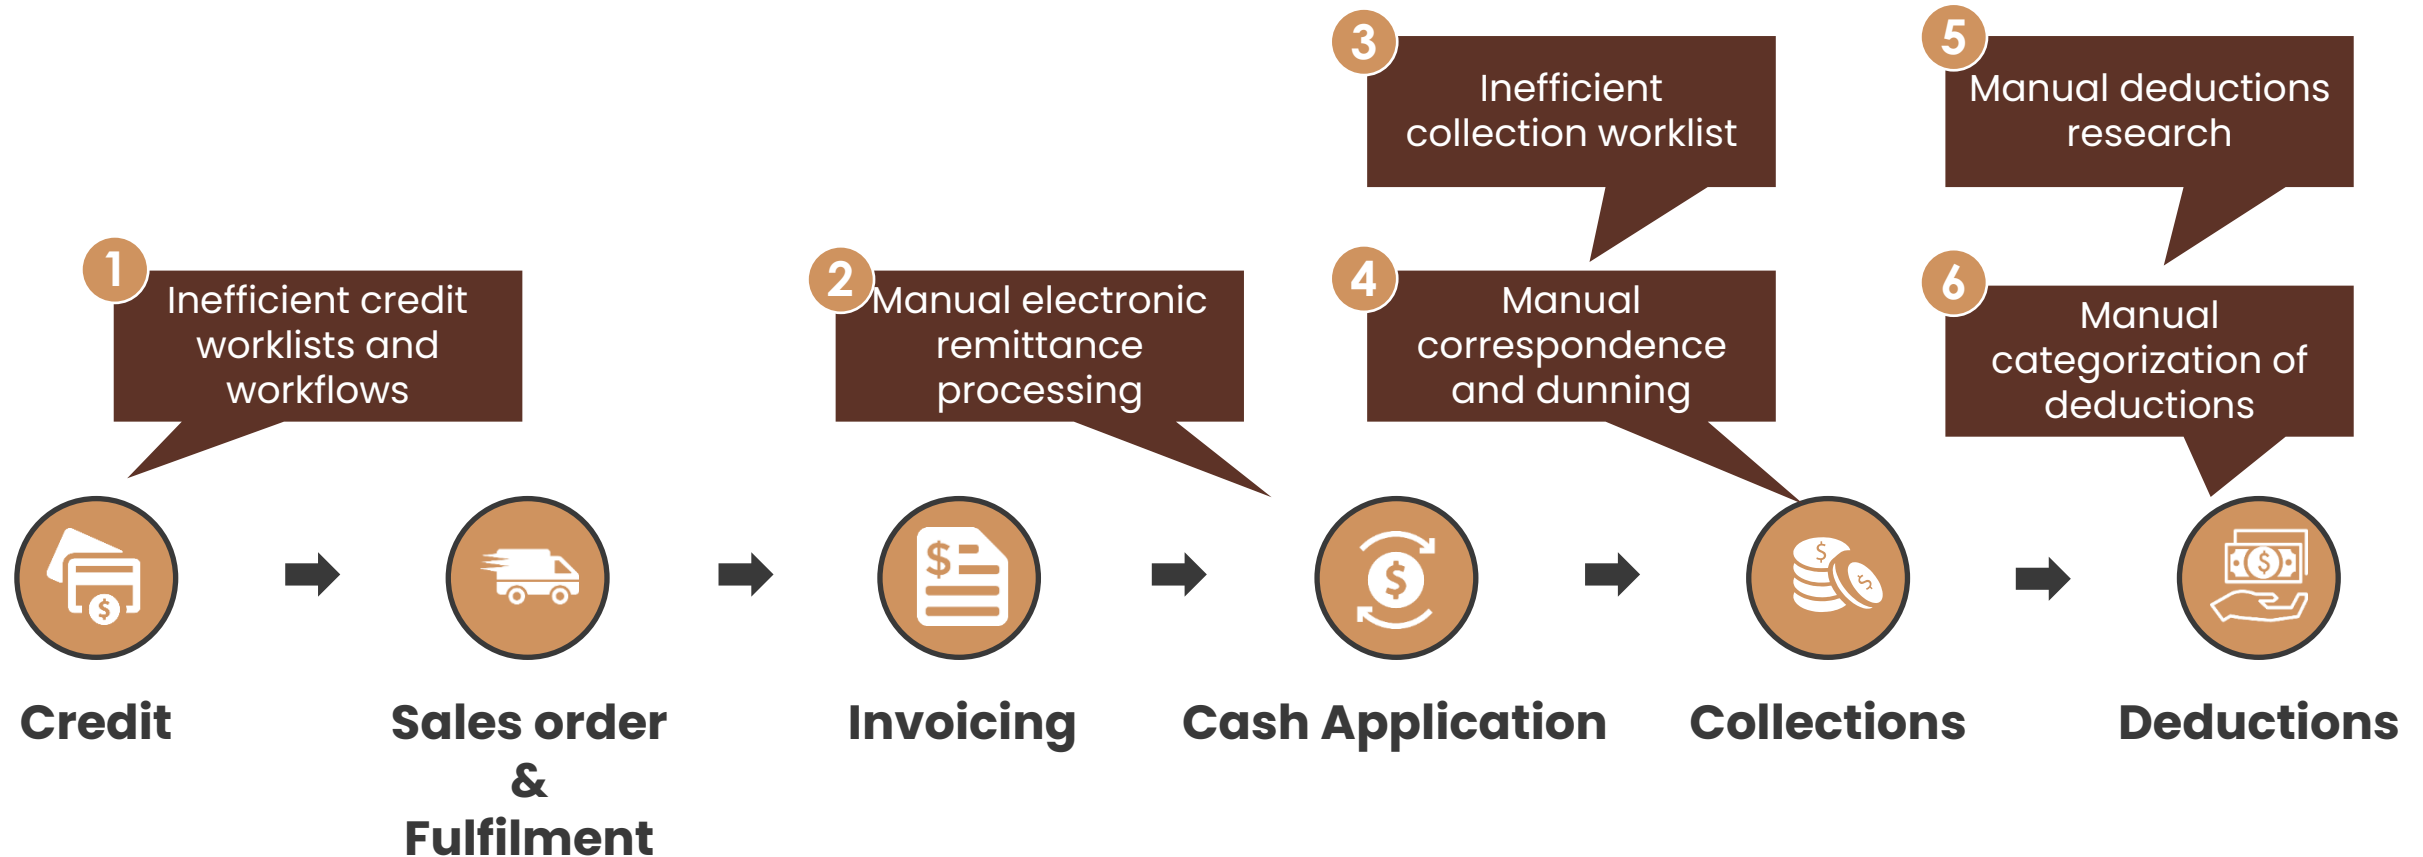 1
Inefficient credit
worklists and
workflows
2
Manual electronic
remittance
processing
3
Inefficient
collection worklist
4
Manual
correspondence
and dunning
5
Manual deductions
research
6
Manual
categorization of
deductions
$
Credit
Sales order
&
Fulfilment
$
Invoicing
$
Cash Application
$
$
Collections
$
Deductions